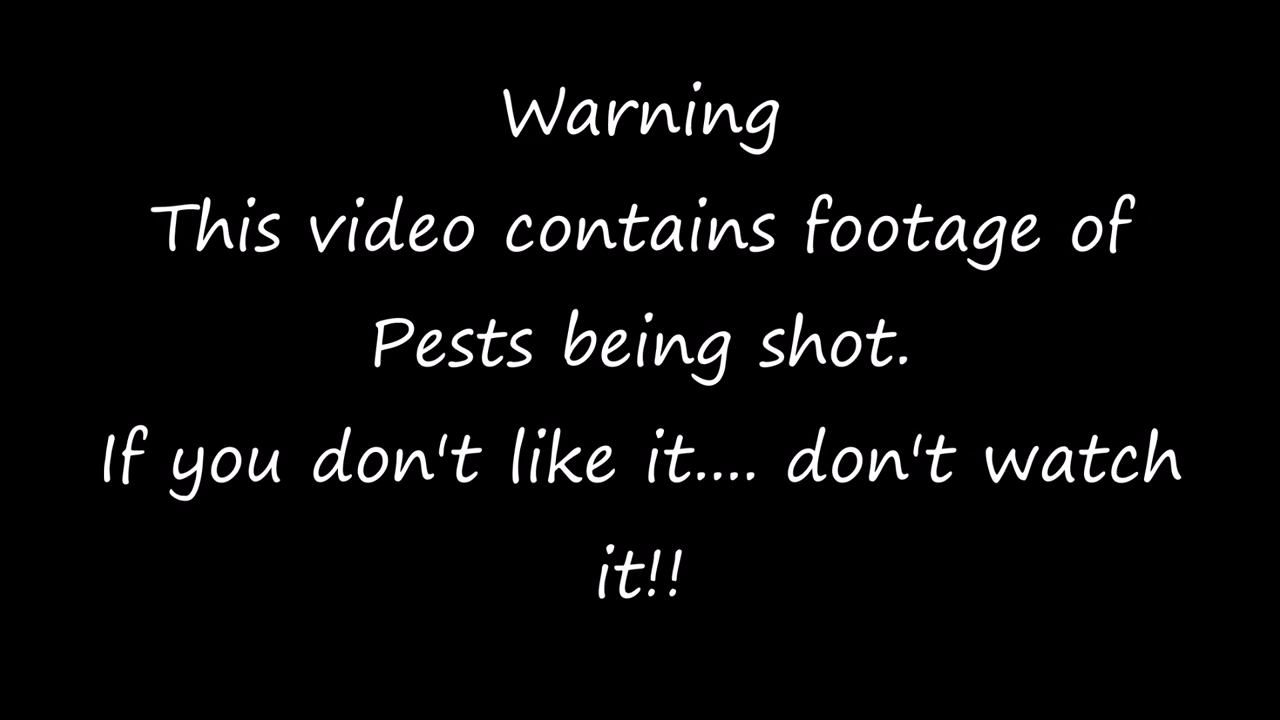 Warning
This video contains footage of
Pests being shot.
If you don't like it.... don't watch
it!!